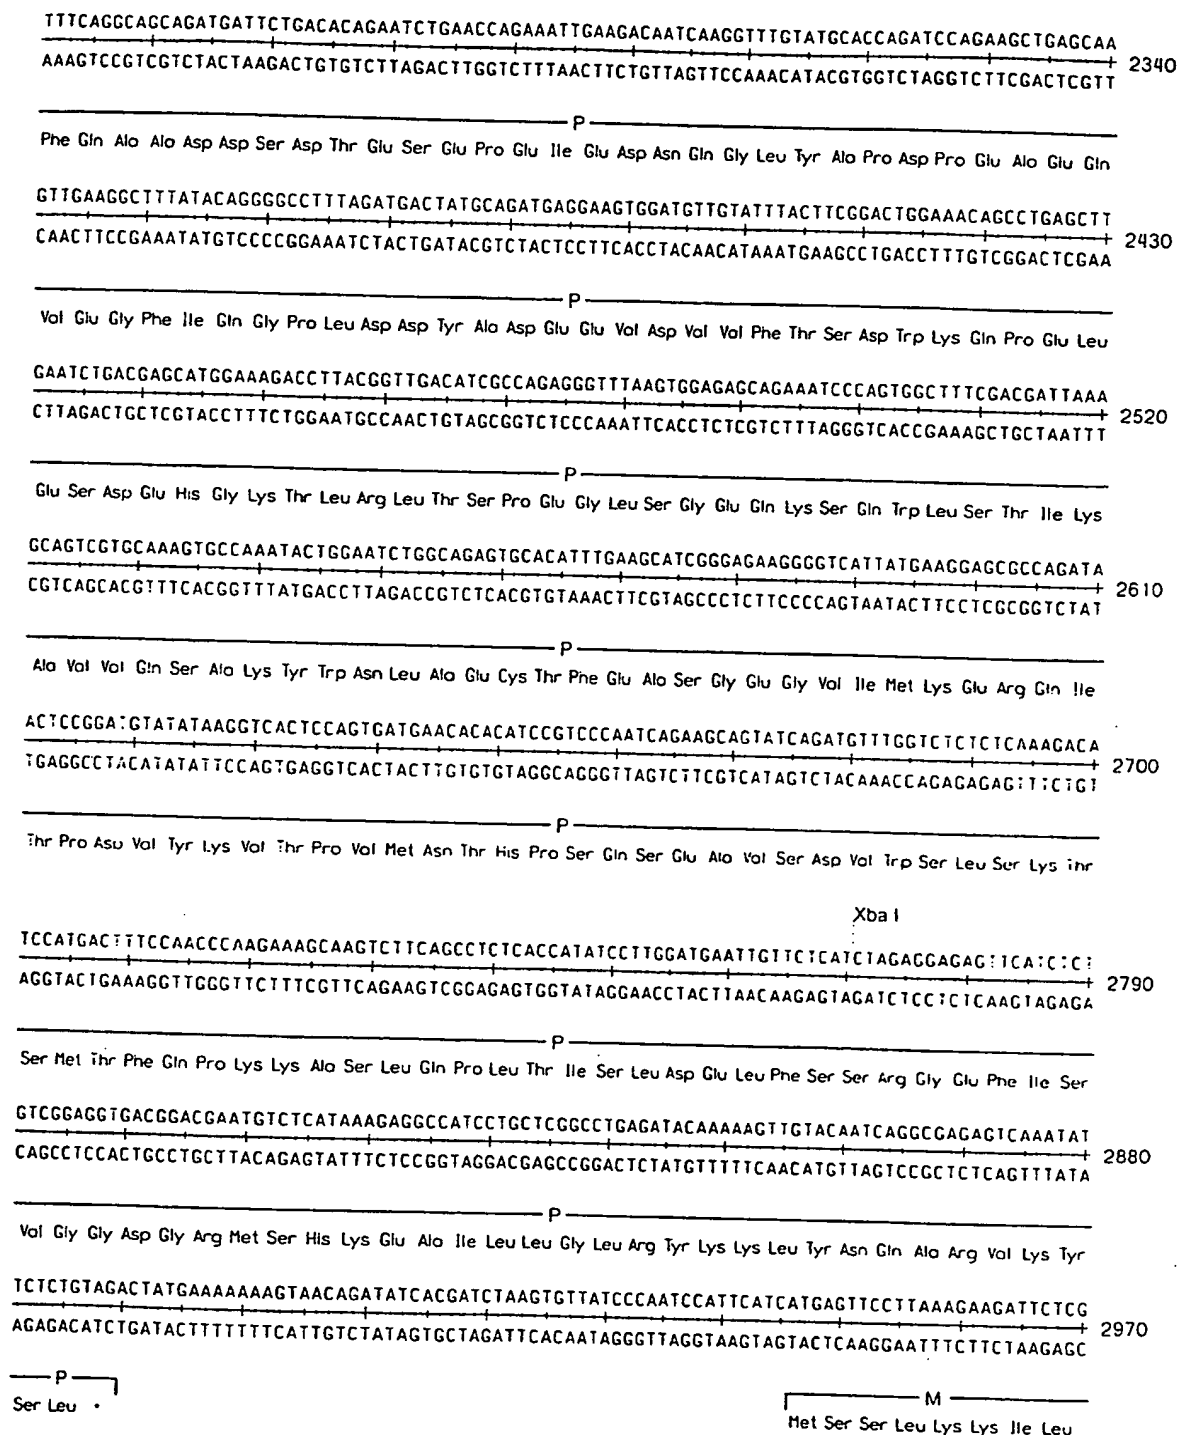 TTTCAGGCAGCAGATGATTCTGACACAGAATCTGAACCAGAAATTGAAGACAATCAAGGTTTGTATGCACCAGATCCAGAAGCTGAGCAA
2340
AAAGTCCGTCGTCTACTAAGACTGTGTCTTAGACTTGGTCTTTAACTTCTGTTAGTTCCAAACATACGTGGTCTAGGTCTTCGACTCGTT
P
Phe Gln Ala Ala Asp Asp Ser Asp Thr Glu Ser Glu Pro Glu Ile Glu Asp Asn Gln Gly Leu Tyr Ala Pro Asp Pro Glu Ala Glu Gln
GTTGAAGGCTTTATACAGGGGCCTTTAGATGACTATGCAGATGAGGAAGTGGATGTTGTATTTACTTCGGACTGGAAACAGCCTGAGCTT
2430
CAACTTCCGAAATATGTCCCCGGAAATCTACTGATACGTCTACTCCTTCACCTACAACATAAATGAAGCCTGACCTTTGTCGGACTCGAA
P
Val Glu Gly Phe Ile Gln Gly Pro Leu Asp Asp Tyr Ala Asp Glu Glu Val Asp Val Val Phe Thr Ser Asp Trp Lys Gln Pro Glu Leu
GAATCTGACGAGCATGGAAAGACCTTACGGTTGACATCGCCAGAGGGTTTAAGTGGAGAGCAGAAATCCCAGTGGCTTTCGACGATTAAA
2520
CTTAGACTGCTCGTACCTTTCTGGAATGCCAACTGTAGCGGTCTCCCAAATTCACCTCTCGTCTTTAGGGTCACCGAAAGCTGCTAATTT
P
Glu Ser Asp Glu His Gly Lys Thr Leu Arg Leu Thr Ser Pro Glu Gly Leu Ser Gly Glu Gln Lys Ser Gln Trp Leu Ser Thr Ile Lys
GCAGTCGTGCAAAGTGCCAAATACTGGAATCTGGCAGAGTGCACATTTGAAGCATCGGGAGAAGGGGTCATTATGAAGGAGCGCCAGATA
2610
CGTCAGCACGTTTCACGGTTTATGACCTTAGACCGTCTCACGTGTAAACTTCGTAGCCCTCTTCCCCAGTAATACTTCCTCGCGGTCTAT
P
Ala Val Val Gln Ser Ala Lys Tyr Trp Asn Leu Ala Glu Cys Thr Phe Glu Ala Ser Gly Glu Gly Val Ile Met Lys Glu Arg Gln Ile
ACTCCGGATGTATATAAGGTCACTCCAGTGATGAACACACATCCGTCCCAATCAGAAGCAGTATCAGATGTTTGGTCTCTCTCAAAGACA
2700
TGAGGCCTACATATATTCCAGTGAGGTCACTACTTGTGTGTAGGCAGGGTTAGTCTTCGTCATAGTCTACAAACCAGAGAGAGTTTCTGT
P
Thr Pro Asp Val Tyr Lys Val Thr Pro Val Met Asn Thr His Pro Ser Gln Ser Glu Ala Val Ser Asp Val Trp Ser Leu Ser Lys Thr
Xba I
TCCATGACTTTCCAACCCAAGAAAGCAAGTCTTCAGCCTCTCACCATATCCTTGGATGAATTGTTCTCATCTAGAGGAGAGTTCATCTCT
2790
AGGTACTGAAAGGTTGGGTTCTTTCGTTCAGAAGTCGGAGAGTGGTATAGGAACCTACTTAACAAGAGTAGATCTCCTCTCAAGTAGAGA
P
Ser Met Thr Phe Gln Pro Lys Lys Ala Ser Leu Gln Pro Leu Thr Ile Ser Leu Asp Glu Leu Phe Ser Ser Arg Gly Glu Phe Ile Ser
GTCGGAGGTGACGGACGAATGTCTCATAAAGAGGCCATCCTGCTCGGCCTGAGATACAAAAAGTTGTACAATCAGGCGAGAGTCAAATAT
2880
CAGCCTCCACTGCCTGCTTACAGAGTATTTCTCCGGTAGGACGAGCCGGACTCTATGTTTTTCAACATGTTAGTCCGCTCTCAGTTTATA
P
Val Gly Gly Asp Gly Arg Met Ser His Lys Glu Ala Ile Leu Leu Gly Leu Arg Tyr Lys Lys Leu Tyr Asn Gln Ala Arg Val Lys Tyr
TCTCTGTAGACTATGAAAAAAAGTAACAGATATCACGATCTAAGTGTTATCCCAATCCATTCATCATGAGTTCCTTAAAGAAGATTCTCG
2970
AGAGACATCTGATACTTTTTTTCATTGTCTATAGTGCTAGATTCACAATAGGGTTAGGTAAGTAGTACTCAAGGAATTTCTTCTAAGAGC
P M
Ser Leu • Met Ser Ser Leu Lys Lys Ile Leu